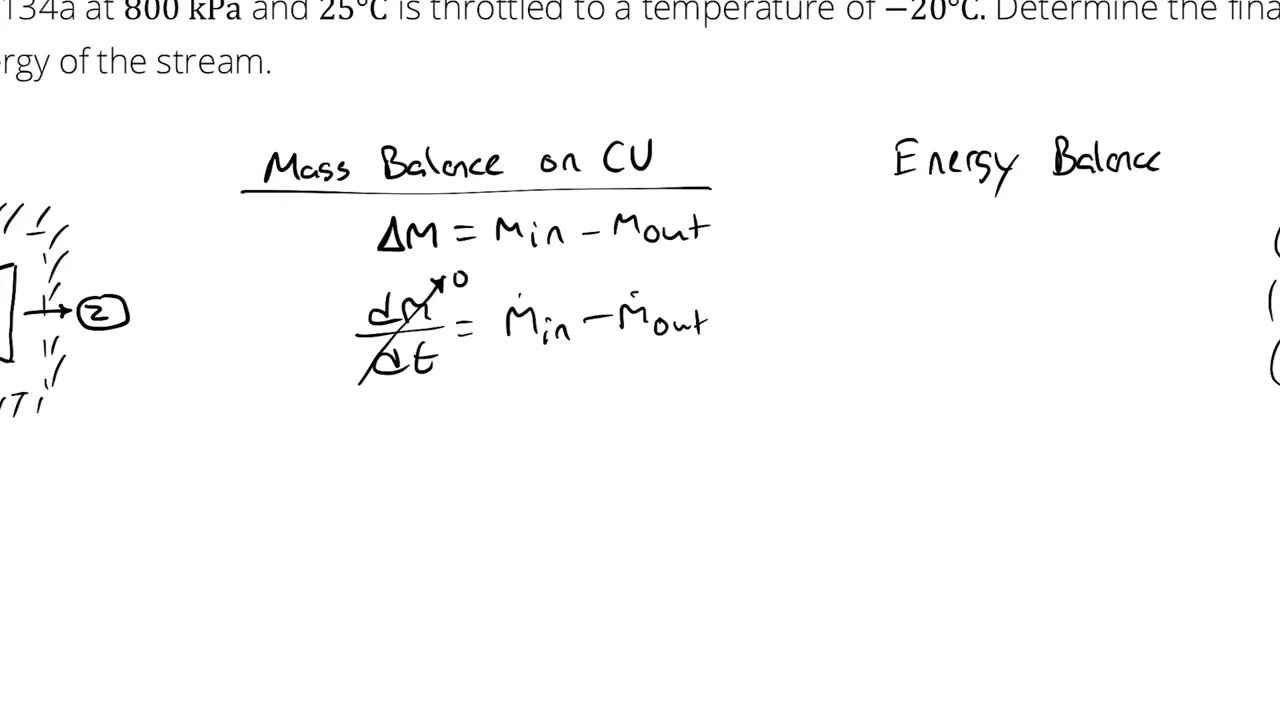 134a at 800 kPa and 25°C is throttled to a temperature of −20°C. Determine the fina
rgy of the stream.
Mass Balance on CV
Energy Balance
ΔM = Min − Mout
dM/dt →0 = Ṁin − Ṁout
2